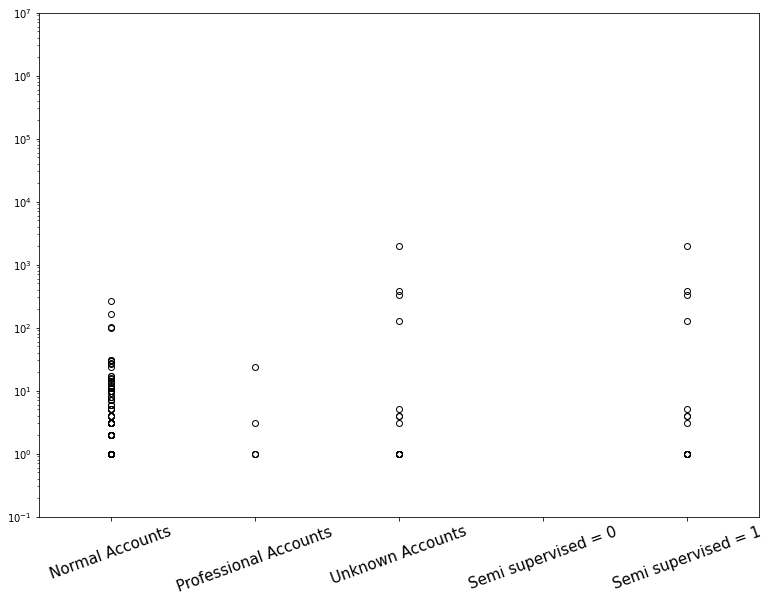 10⁷
10⁶
10⁵
10⁴
10³
10²
10¹
10⁰
10⁻¹
Normal Accounts
Professional Accounts
Unknown Accounts
Semi supervised = 0
Semi supervised = 1